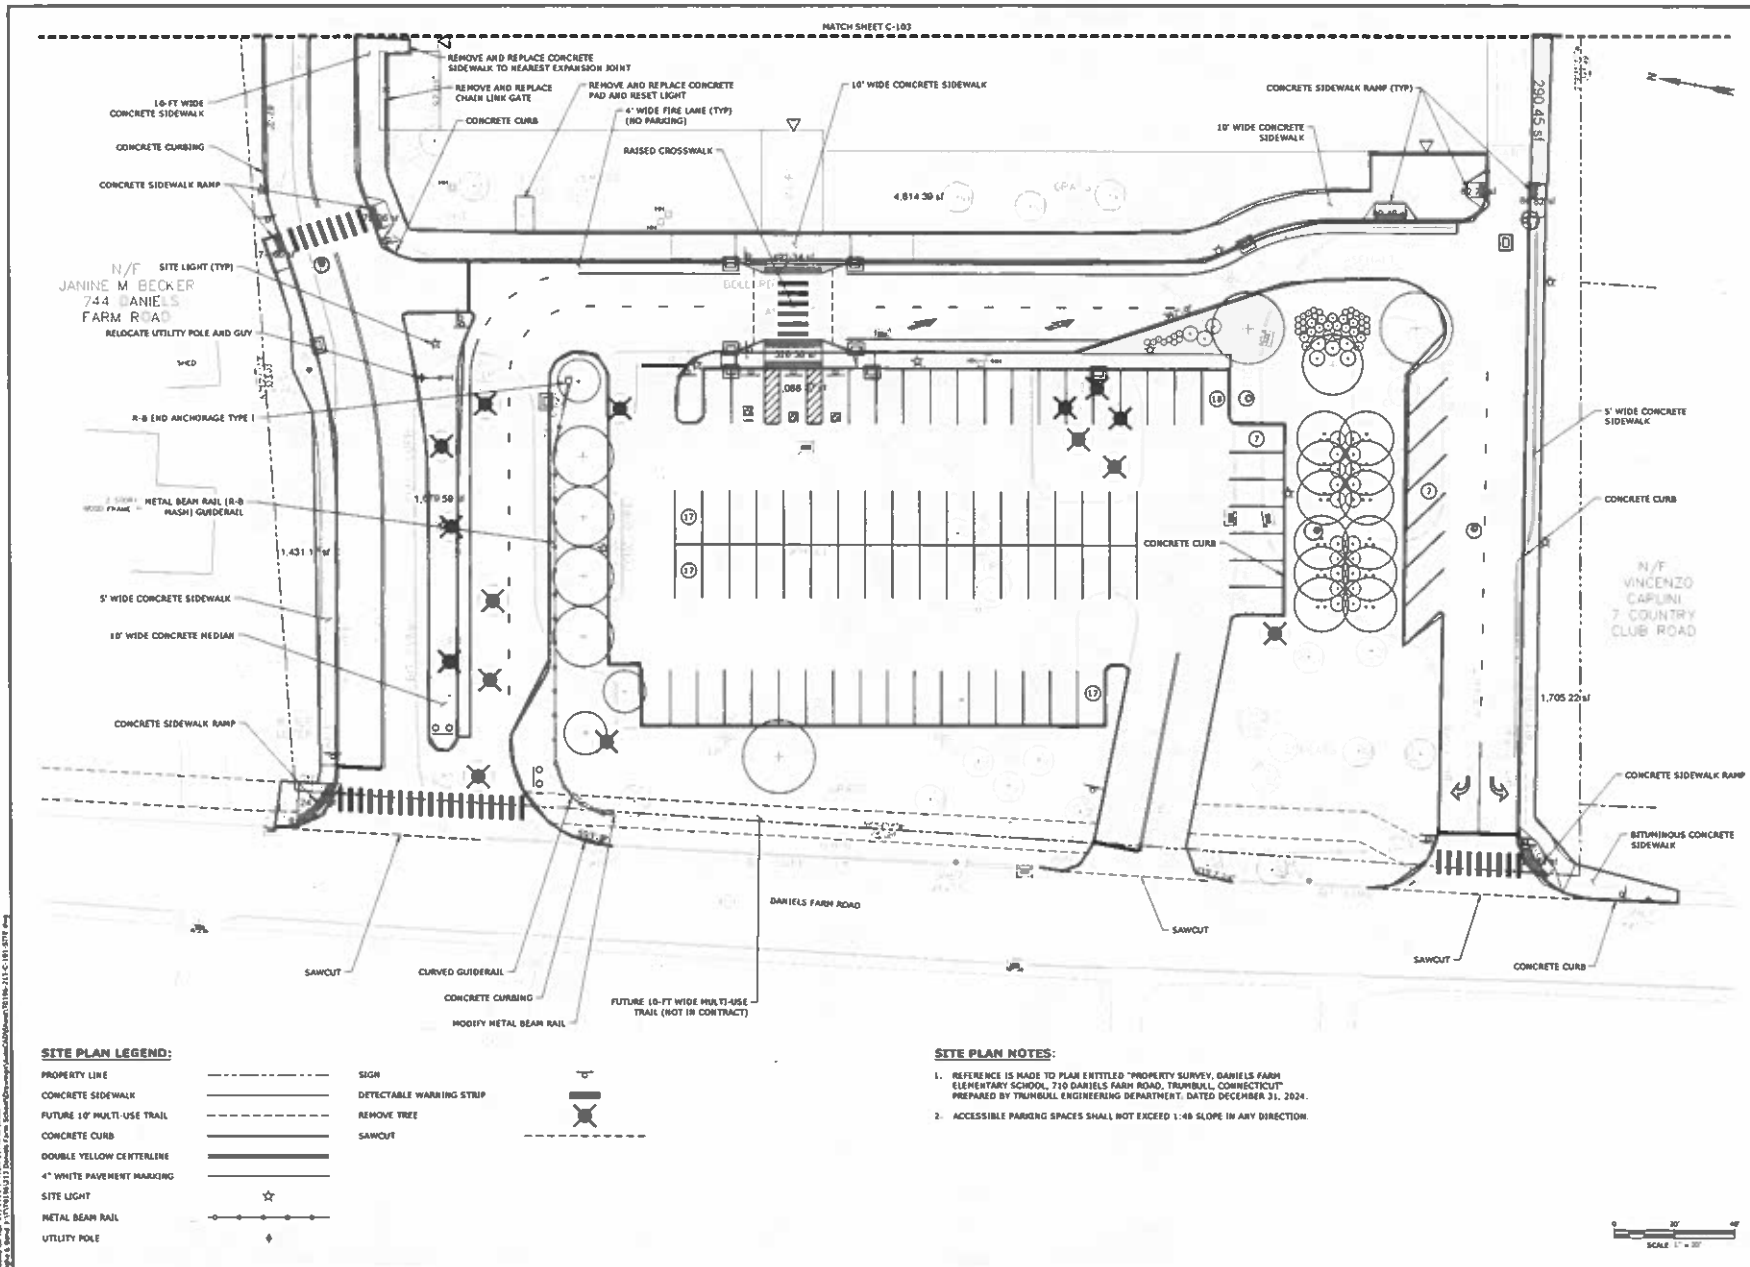 MATCH SHEET C-103
REMOVE AND REPLACE CONCRETE
SIDEWALK TO NEAREST EXPANSION JOINT
REMOVE AND REPLACE
CHAIN LINK GATE
REMOVE AND REPLACE CONCRETE
PAD AND RESET LIGHT
10' WIDE CONCRETE SIDEWALK
CONCRETE SIDEWALK RAMP (TYP)
10-FT WIDE
CONCRETE SIDEWALK
4' WIDE FIRE LANE (TYP)
(NO PARKING)
CONCRETE CURB
10' WIDE CONCRETE
SIDEWALK
290.45 sf
N
CONCRETE CURBING
RAISED CROSSWALK
CONCRETE SIDEWALK RAMP
4,614.39 sf
SITE LIGHT (TYP)
N/F
JANINE M BECKER
744 DANIELS
FARM ROAD
RELOCATE UTILITY POLE AND GUY
SHED
R-B END ANCHORAGE TYPE I
18
7
5' WIDE CONCRETE
SIDEWALK
METAL BEAM RAIL (R-B
MASH) GUIDERAIL
7
17
CONCRETE CURB
CONCRETE CURB
17
N/F
VINCENZO
CARLINI
7 COUNTRY
CLUB ROAD
5' WIDE CONCRETE SIDEWALK
10' WIDE CONCRETE MEDIAN
17
1,705.22 sf
CONCRETE SIDEWALK RAMP
CONCRETE SIDEWALK RAMP
BITUMINOUS CONCRETE
SIDEWALK
DANIELS FARM ROAD
SAWCUT
SAWCUT
CONCRETE CURB
SAWCUT
CURVED GUIDERAIL
CONCRETE CURBING
FUTURE 10-FT WIDE MULTI-USE
TRAIL (NOT IN CONTRACT)
MODIFY METAL BEAM RAIL
SITE PLAN LEGEND:
PROPERTY LINE
CONCRETE SIDEWALK
FUTURE 10' MULTI-USE TRAIL
CONCRETE CURB
DOUBLE YELLOW CENTERLINE
4" WHITE PAVEMENT MARKING
SITE LIGHT
METAL BEAM RAIL
UTILITY POLE
SIGN
DETECTABLE WARNING STRIP
REMOVE TREE
SAWCUT
SITE PLAN NOTES:
1. REFERENCE IS MADE TO PLAN ENTITLED "PROPERTY SURVEY, DANIELS FARM
ELEMENTARY SCHOOL, 710 DANIELS FARM ROAD, TRUMBULL, CONNECTICUT"
PREPARED BY TRUMBULL ENGINEERING DEPARTMENT. DATED DECEMBER 31, 2024.
2. ACCESSIBLE PARKING SPACES SHALL NOT EXCEED 1:48 SLOPE IN ANY DIRECTION.
0 20' 40'
SCALE 1" = 20'